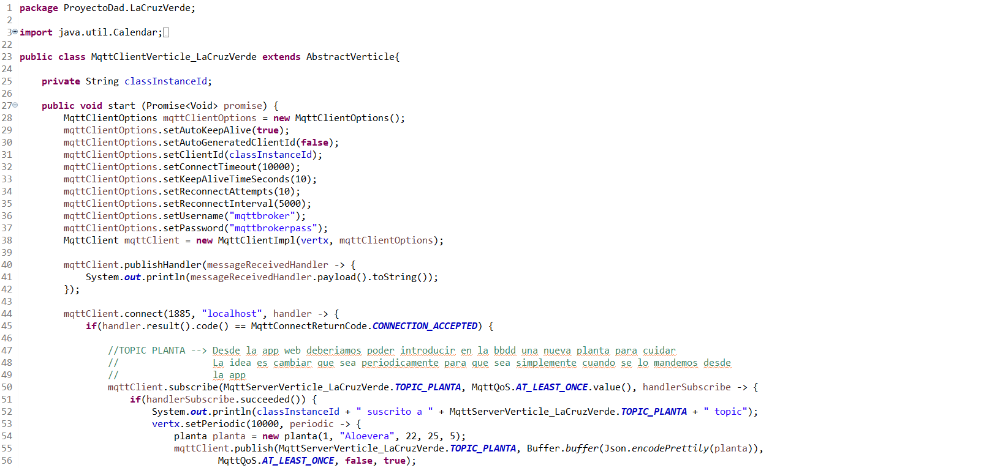 1 package ProyectoDad.LaCruzVerde;
2
3 import java.util.Calendar;
22
23 public class MqttClientVerticle_LaCruzVerde extends AbstractVerticle{
24
25     private String classInstanceId;
26
27     public void start (Promise<Void> promise) {
28         MqttClientOptions mqttClientOptions = new MqttClientOptions();
29         mqttClientOptions.setAutoKeepAlive(true);
30         mqttClientOptions.setAutoGeneratedClientId(false);
31         mqttClientOptions.setClientId(classInstanceId);
32         mqttClientOptions.setConnectTimeout(10000);
33         mqttClientOptions.setKeepAliveTimeSeconds(10);
34         mqttClientOptions.setReconnectAttempts(10);
35         mqttClientOptions.setReconnectInterval(5000);
36         mqttClientOptions.setUsername("mqttbroker");
37         mqttClientOptions.setPassword("mqttbrokerpass");
38         MqttClient mqttClient = new MqttClientImpl(vertx, mqttClientOptions);
39
40         mqttClient.publishHandler(messageReceivedHandler -> {
41             System.out.println(messageReceivedHandler.payload().toString());
42         });
43
44         mqttClient.connect(1885, "localhost", handler -> {
45             if(handler.result().code() == MqttConnectReturnCode.CONNECTION_ACCEPTED) {
46
47                 //TOPIC PLANTA --> Desde la app web deberiamos poder introducir en la bbdd una nueva planta para cuidar
48                 //                 La idea es cambiar que sea periodicamente para que sea simplemente cuando se lo mandemos desde
49                 //                 la app
50                 mqttClient.subscribe(MqttServerVerticle_LaCruzVerde.TOPIC_PLANTA, MqttQoS.AT_LEAST_ONCE.value(), handlerSubscribe -> {
51                     if(handlerSubscribe.succeeded()) {
52                         System.out.println(classInstanceId + " suscrito a " + MqttServerVerticle_LaCruzVerde.TOPIC_PLANTA + " topic");
53                         vertx.setPeriodic(10000, periodic -> {
54                             planta planta = new planta(1, "Aloevera", 22, 25, 5);
55                             mqttClient.publish(MqttServerVerticle_LaCruzVerde.TOPIC_PLANTA, Buffer.buffer(Json.encodePrettily(planta)),
56                                     MqttQoS.AT_LEAST_ONCE, false, true);